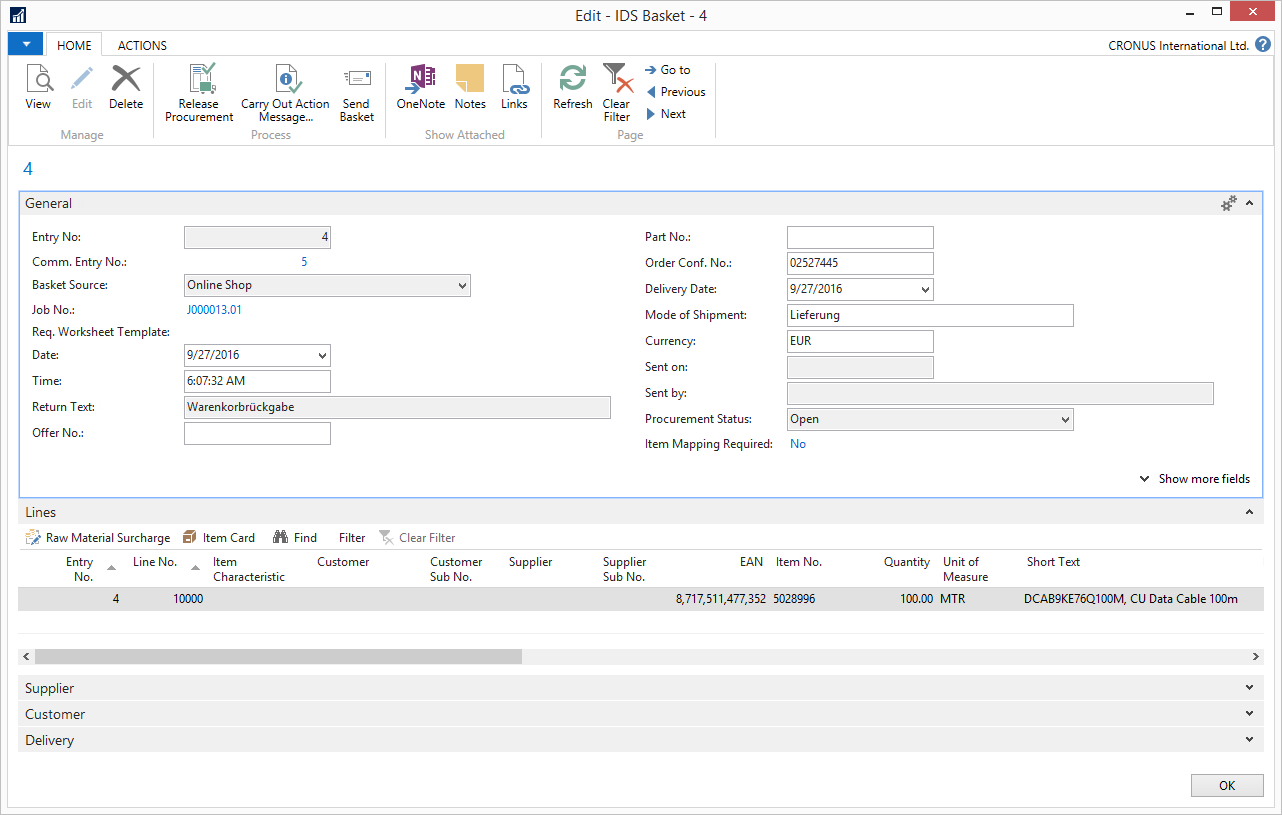 Edit - IDS Basket - 4
HOME ACTIONS CRONUS International Ltd. ?
View Edit Delete Release Procurement Carry Out Action Message... Send Basket OneNote Notes Links Refresh Clear Filter
Go to
Previous
Next
Manage Process Show Attached Page
4
General
Entry No: 4
Comm. Entry No.: 5
Basket Source: Online Shop
Job No.: J000013.01
Req. Worksheet Template:
Date: 9/27/2016
Time: 6:07:32 AM
Return Text: Warenkorbrückgabe
Offer No.:
Part No.:
Order Conf. No.: 02527445
Delivery Date: 9/27/2016
Mode of Shipment: Lieferung
Currency: EUR
Sent on:
Sent by:
Procurement Status: Open
Item Mapping Required: No
Show more fields
Lines
Raw Material Surcharge Item Card Find Filter Clear Filter
Entry No. Line No. Item Characteristic Customer Customer Sub No. Supplier Supplier Sub No. EAN Item No. Quantity Unit of Measure Short Text
4 10000 8,717,511,477,352 5028996 100.00 MTR DCAB9KE76Q100M, CU Data Cable 100m
Supplier
Customer
Delivery
OK